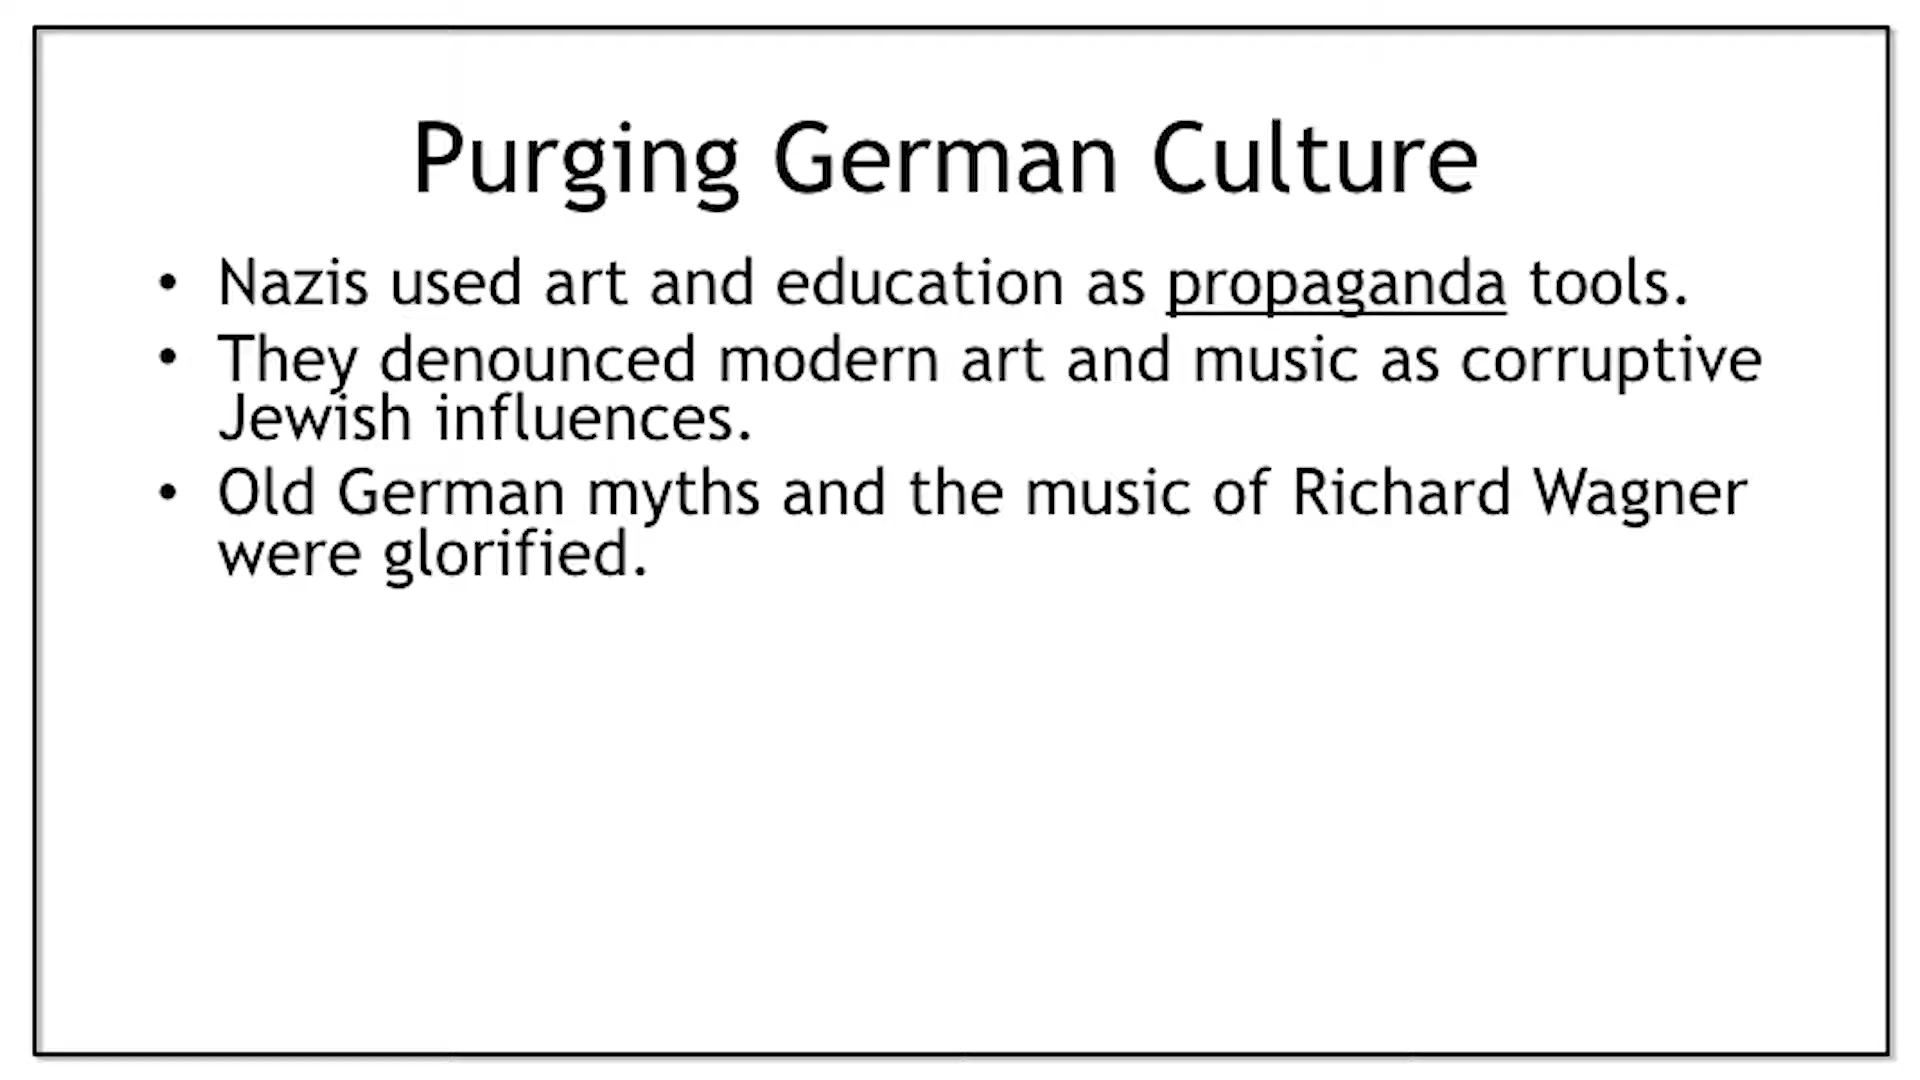 Purging German Culture
• Nazis used art and education as propaganda tools.
• They denounced modern art and music as corruptive
Jewish influences.
• Old German myths and the music of Richard Wagner
were glorified.